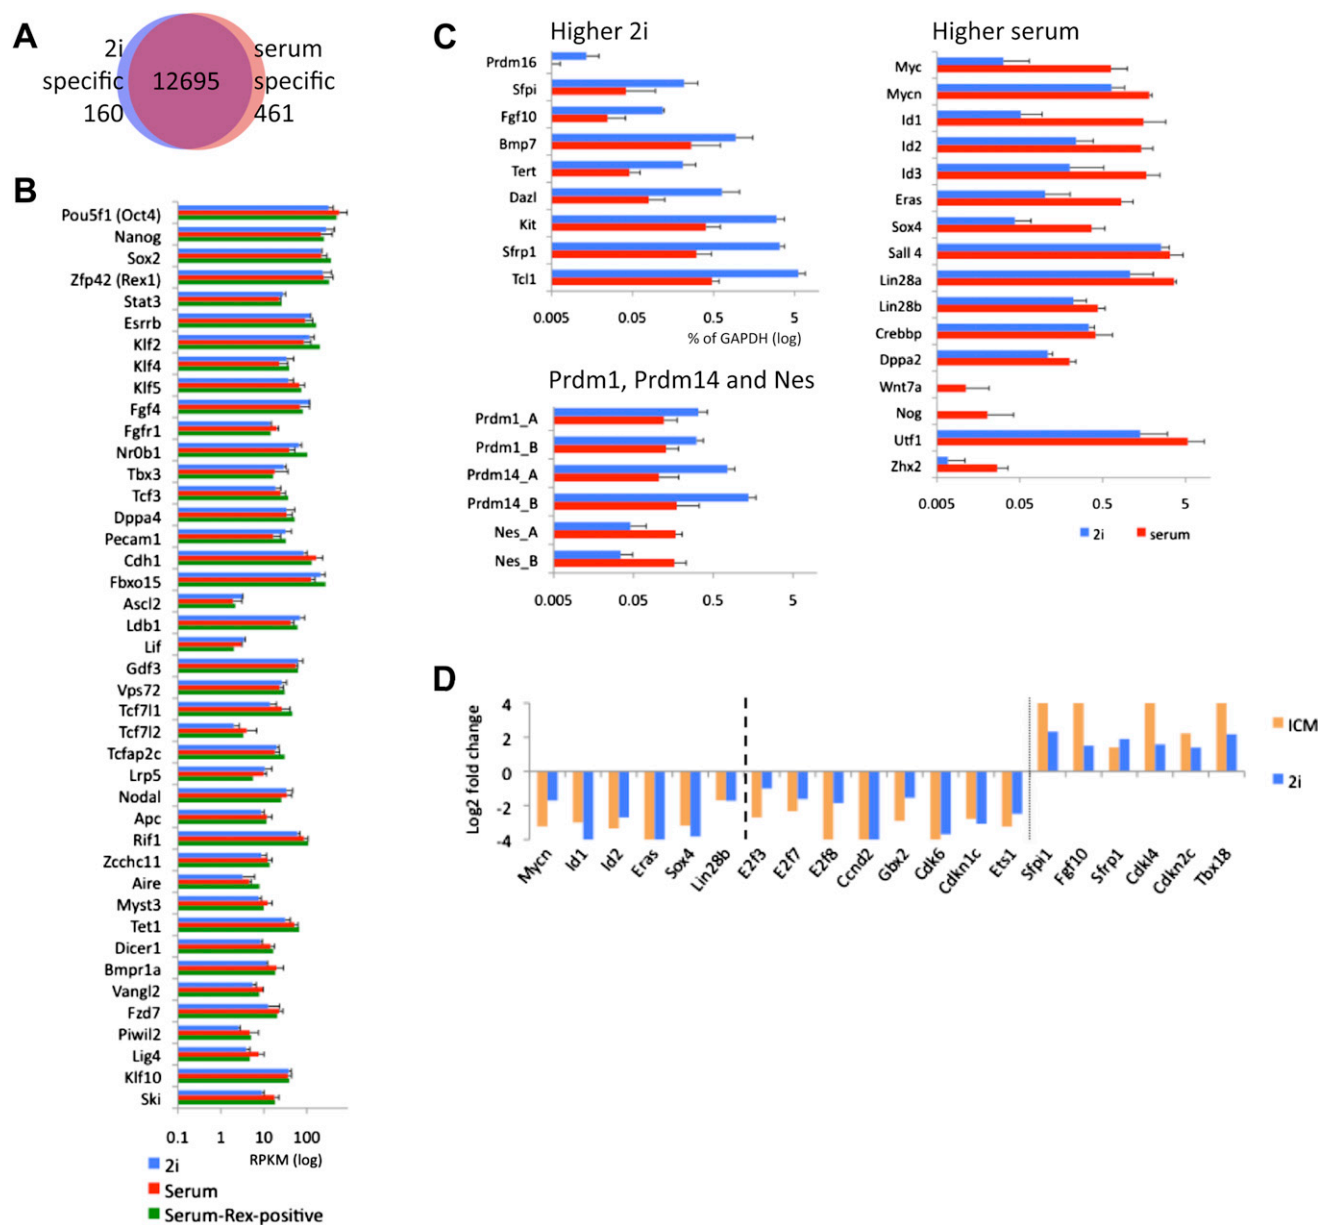 A
2i
specific
160
12695
serum
specific
461
B
Pou5f1 (Oct4)
Nanog
Sox2
Zfp42 (Rex1)
Stat3
Esrrb
Klf2
Klf4
Klf5
Fgf4
Fgfr1
Nr0b1
Tbx3
Tcf3
Dppa4
Pecam1
Cdh1
Fbxo15
Ascl2
Ldb1
Lif
Gdf3
Vps72
Tcf7l1
Tcf7l2
Tcfap2c
Lrp5
Nodal
Apc
Rif1
Zcchc11
Aire
Myst3
Tet1
Dicer1
Bmpr1a
Vangl2
Fzd7
Piwil2
Lig4
Klf10
Ski
0.1 1 10 100
RPKM (log)
2i
Serum
Serum-Rex-positive
C
Higher 2i
Prdm16
Sfpi
Fgf10
Bmp7
Tert
Dazl
Kit
Sfrp1
Tcl1
0.005 0.05 0.5 5
% of GAPDH (log)
Prdm1, Prdm14 and Nes
Prdm1_A
Prdm1_B
Prdm14_A
Prdm14_B
Nes_A
Nes_B
0.005 0.05 0.5 5
Higher serum
Myc
Mycn
Id1
Id2
Id3
Eras
Sox4
Sall 4
Lin28a
Lin28b
Crebbp
Dppa2
Wnt7a
Nog
Utf1
Zhx2
0.005 0.05 0.5 5
2i serum
D
Log2 fold change
4
2
0
-2
-4
Mycn Id1 Id2 Eras Sox4 Lin28b E2f3 E2f7 E2f8 Ccnd2 Gbx2 Cdk6 Cdkn1c Ets1 Sfpi1 Fgf10 Sfrp1 Cdkl4 Cdkn2c Tbx18
ICM
2i